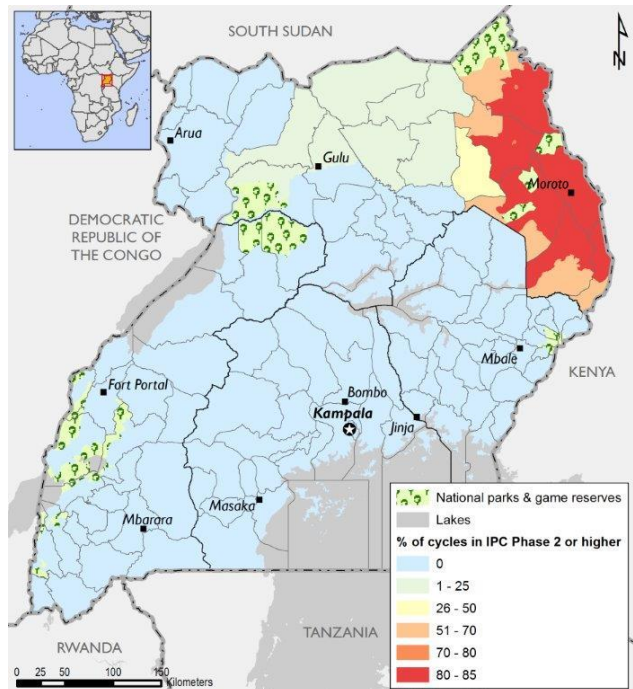 SOUTH SUDAN
N
Arua
Gulu
Moroto
DEMOCRATIC
REPUBLIC OF
THE CONGO
Mbale
KENYA
Fort Portal
Bombo
Kampala
Jinja
Masaka
Mbarara
National parks & game reserves
Lakes
% of cycles in IPC Phase 2 or higher
0
1 - 25
26 - 50
51 - 70
70 - 80
80 - 85
RWANDA
TANZANIA
0 25 50 100 150
Kilometers